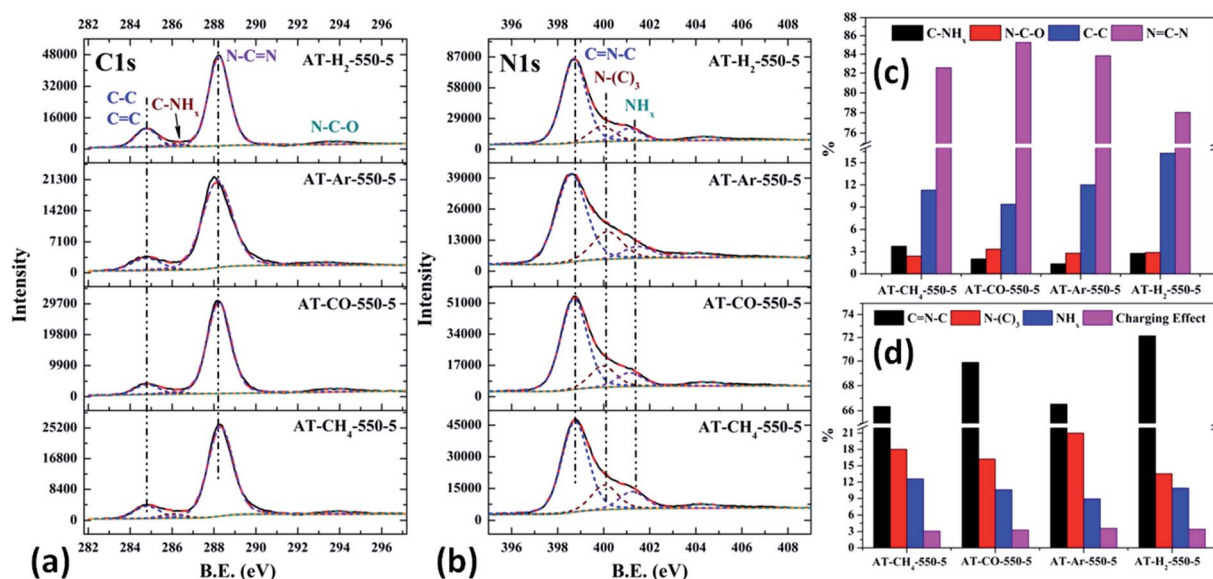 282 284 286 288 290 292 294 296
C1s
N-C=N
AT-H2-550-5
C-C
C=C
C-NHx
N-C-O
48000
32000
16000
0
AT-Ar-550-5
21300
14200
7100
0
AT-CO-550-5
29700
19800
9900
0
AT-CH4-550-5
25200
16800
8400
0
282 284 286 288 290 292 294 296
Intensity
B.E. (eV)
(a)
396 398 400 402 404 406 408
N1s
C=N-C
AT-H2-550-5
N-(C)3
NHx
87000
58000
29000
0
AT-Ar-550-5
39000
26000
13000
0
AT-CO-550-5
51000
34000
17000
0
AT-CH4-550-5
45000
30000
15000
0
396 398 400 402 404 406 408
Intensity
B.E. (eV)
(b)
C-NHx N-C-O C-C N=C-N
(c)
88
86
84
82
80
78
76
15
12
9
6
3
0
%
AT-CH4-550-5 AT-CO-550-5 AT-Ar-550-5 AT-H2-550-5
C=N-C N-(C)3 NHx Charging Effect
(d)
74
72
70
68
66
21
18
15
12
9
6
3
0
%
AT-CH4-550-5 AT-CO-550-5 AT-Ar-550-5 AT-H2-550-5